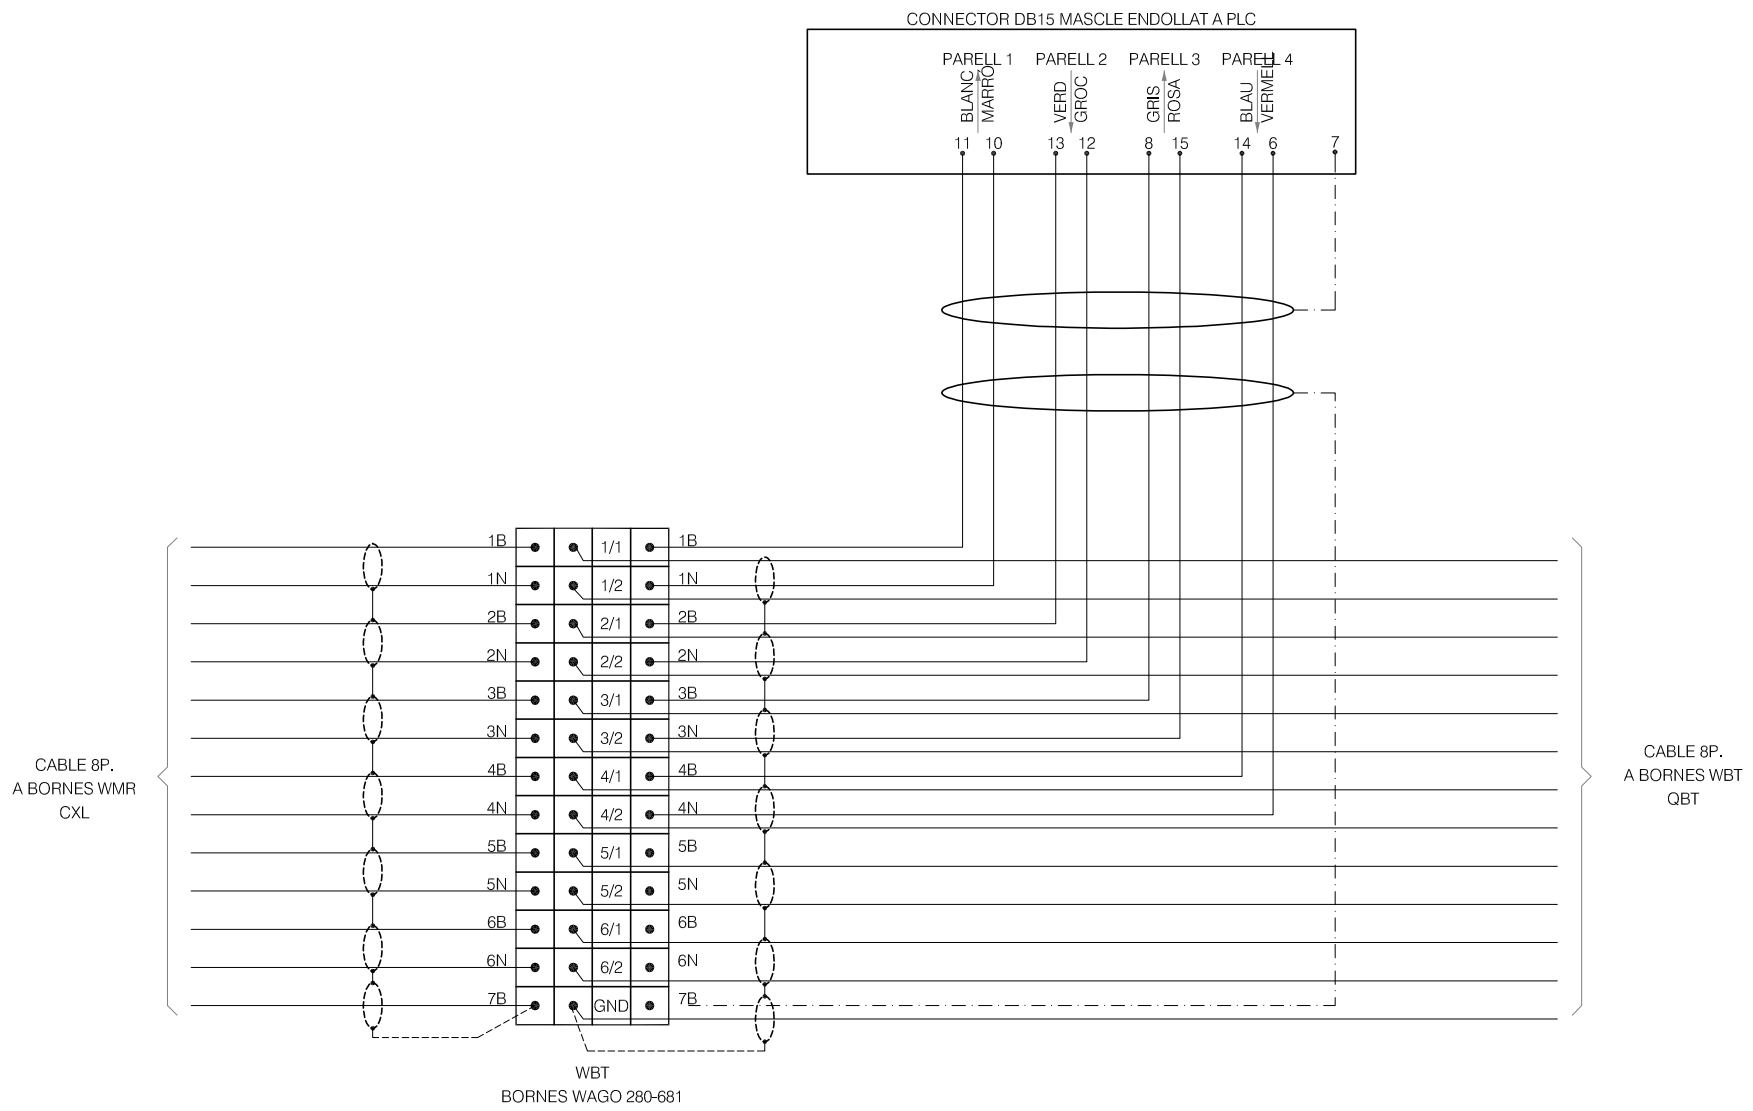 CONNECTOR DB15 MASCLE ENDOLLAT A PLC
PARELL 1 PARELL 2 PARELL 3 PARELL 4
BLANC
MARRO
VERD
GROC
GRIS
ROSA
BLAU
VERMELL
11 10 13 12 8 15 14 6 7
1B 1/1 1B
1N 1/2 1N
2B 2/1 2B
2N 2/2 2N
3B 3/1 3B
3N 3/2 3N
4B 4/1 4B
4N 4/2 4N
5B 5/1 5B
5N 5/2 5N
6B 6/1 6B
6N 6/2 6N
7B GND 7B
CABLE 8P.
A BORNES WMR
CXL
CABLE 8P.
A BORNES WBT
QBT
WBT
BORNES WAGO 280-681